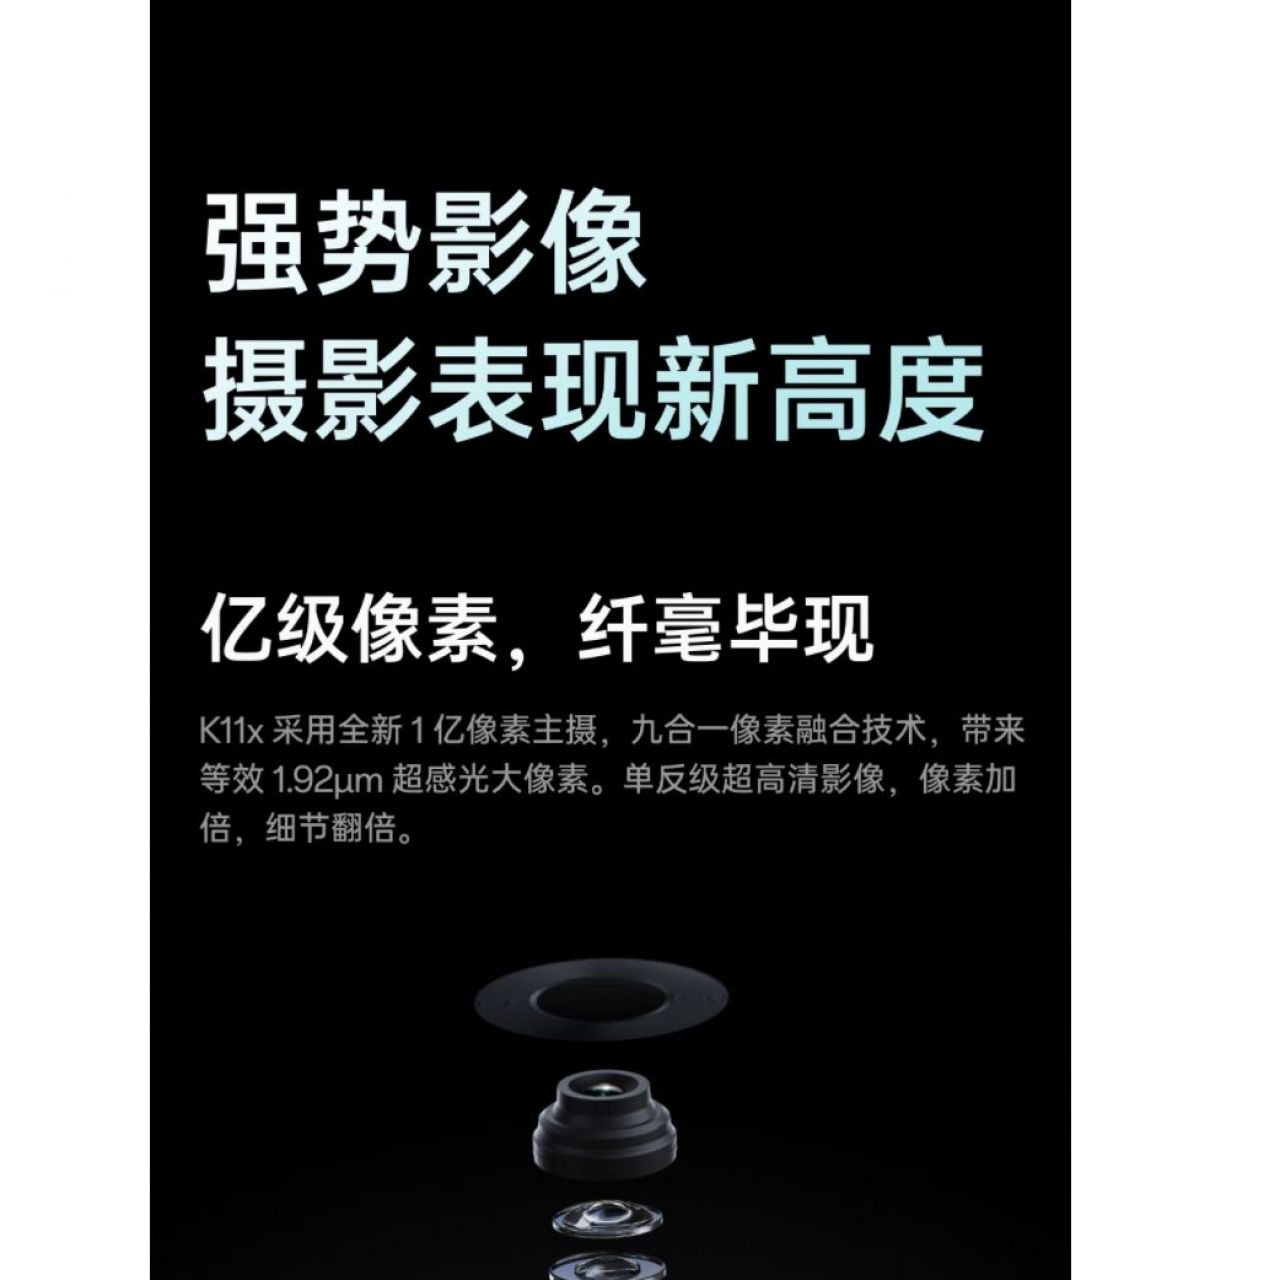 强势影像
摄影表现新高度
亿级像素，纤毫毕现
K11x 采用全新 1 亿像素主摄，九合一像素融合技术，带来
等效 1.92μm 超感光大像素。单反级超高清影像，像素加
倍，细节翻倍。